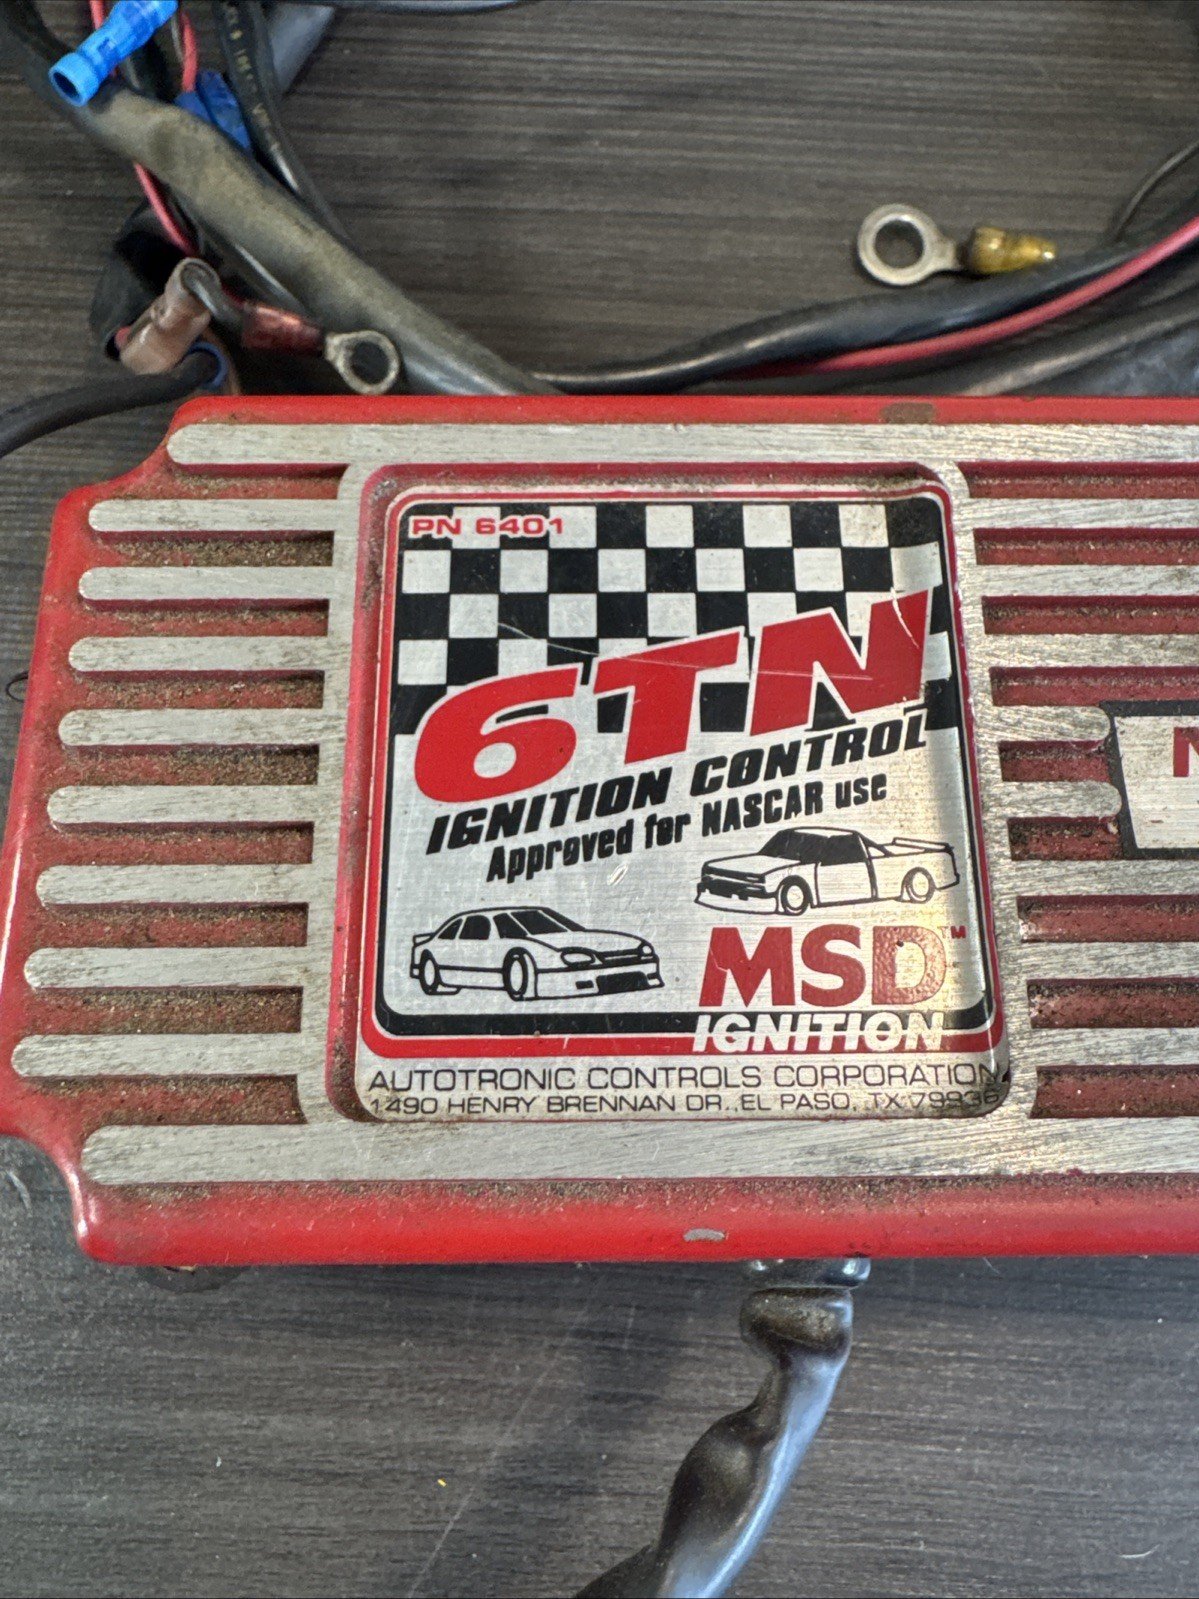 PN 6401
6TN
IGNITION CONTROL
Approved for NASCAR use
MSD™
IGNITION
AUTOTRONIC CONTROLS CORPORATION
1490 HENRY BRENNAN DR., EL PASO, TX 79936